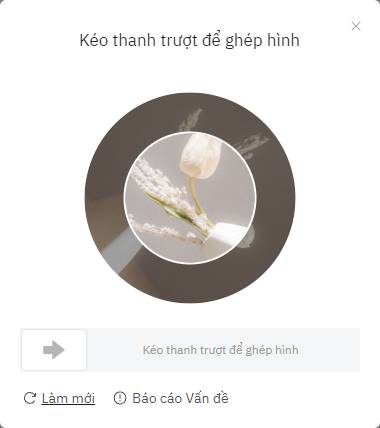 Kéo thanh trượt để ghép hình
Kéo thanh trượt để ghép hình
Làm mới
Báo cáo Vấn đề